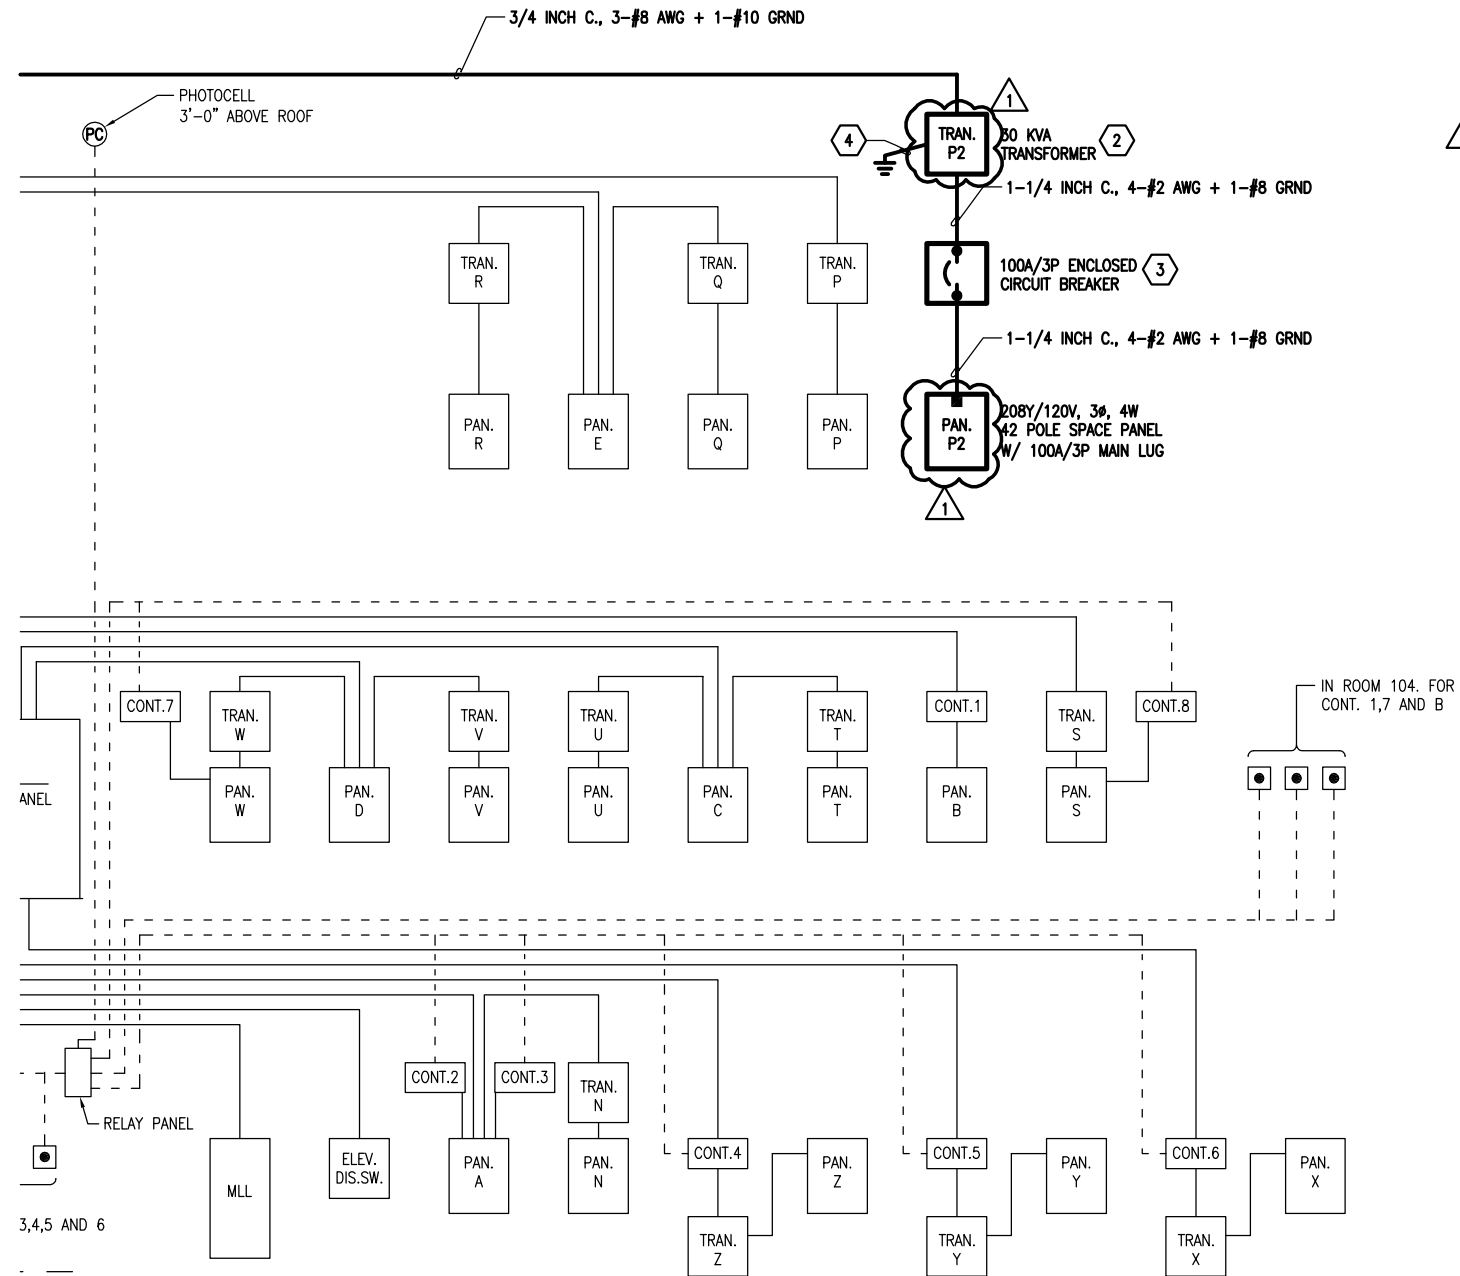 3/4 INCH C., 3-#8 AWG + 1-#10 GRND
PHOTOCELL
3'-0" ABOVE ROOF
PC
1
4
TRAN.
P2
30 KVA
TRANSFORMER
2
1-1/4 INCH C., 4-#2 AWG + 1-#8 GRND
TRAN.
R
TRAN.
Q
TRAN.
P
100A/3P ENCLOSED
CIRCUIT BREAKER
3
1-1/4 INCH C., 4-#2 AWG + 1-#8 GRND
PAN.
R
PAN.
E
PAN.
Q
PAN.
P
PAN.
P2
208Y/120V, 3ø, 4W
42 POLE SPACE PANEL
W/ 100A/3P MAIN LUG
1
CONT.7
TRAN.
W
TRAN.
V
TRAN.
U
TRAN.
T
CONT.1
TRAN.
S
CONT.8
IN ROOM 104. FOR
CONT. 1,7 AND B
ANEL
PAN.
W
PAN.
D
PAN.
V
PAN.
U
PAN.
C
PAN.
T
PAN.
B
PAN.
S
CONT.2
CONT.3
TRAN.
N
RELAY PANEL
MLL
ELEV.
DIS.SW.
PAN.
A
PAN.
N
CONT.4
PAN.
Z
CONT.5
PAN.
Y
CONT.6
PAN.
X
3,4,5 AND 6
TRAN.
Z
TRAN.
Y
TRAN.
X